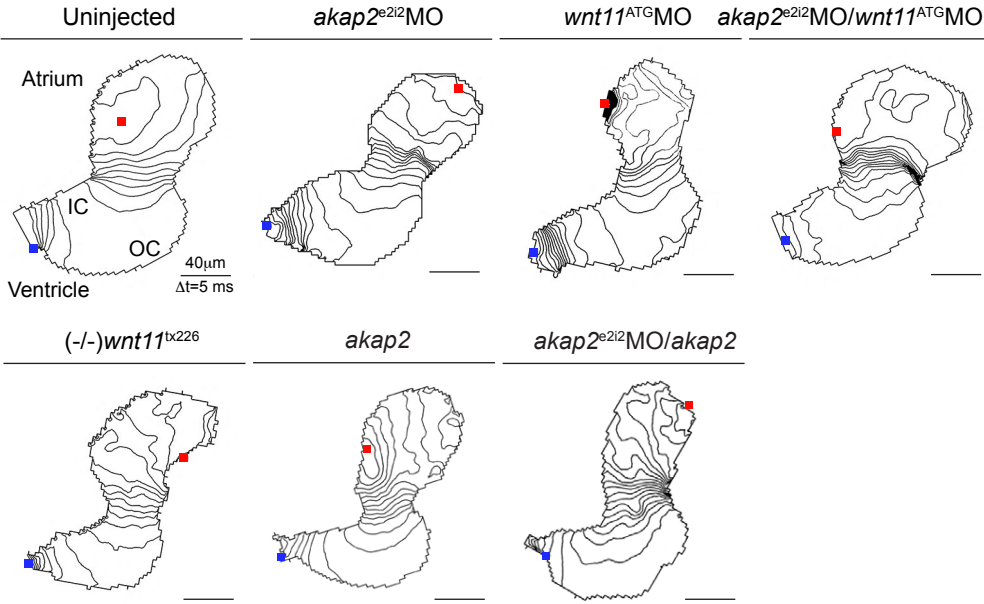 Uninjected
akap2e2i2MO
wnt11ATGMO
akap2e2i2MO/wnt11ATGMO
Atrium
IC
OC
40μm
Δt=5 ms
Ventricle
(-/-)wnt11tx226
akap2
akap2e2i2MO/akap2